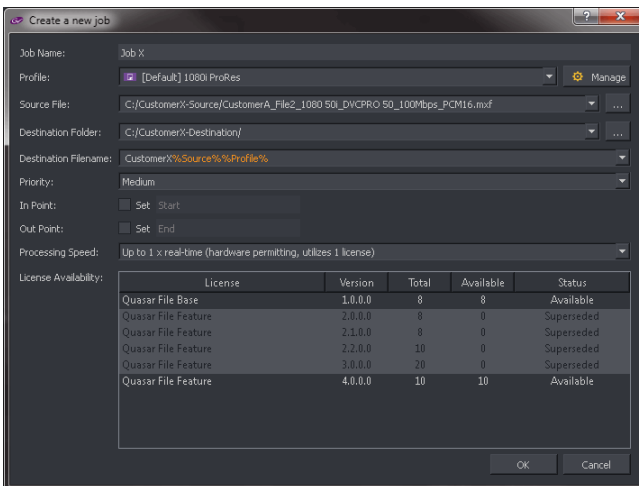 Create a new job
Job Name: Job X
Profile: [Default] 1080i ProRes Manage
Source File: C:/CustomerX-Source/CustomerA_File2_1080 50i_DVCPRO 50_100Mbps_PCM16.mxf ...
Destination Folder: C:/CustomerX-Destination/ ...
Destination Filename: CustomerX%Source%%Profile%
Priority: Medium
In Point: Set Start
Out Point: Set End
Processing Speed: Up to 1 x real-time (hardware permitting, utilizes 1 license)
License Availability:
License Version Total Available Status
Quasar File Base 1.0.0.0 8 8 Available
Quasar File Feature 2.0.0.0 8 0 Superseded
Quasar File Feature 2.1.0.0 8 0 Superseded
Quasar File Feature 2.2.0.0 10 0 Superseded
Quasar File Feature 3.0.0.0 20 0 Superseded
Quasar File Feature 4.0.0.0 10 10 Available
OK Cancel